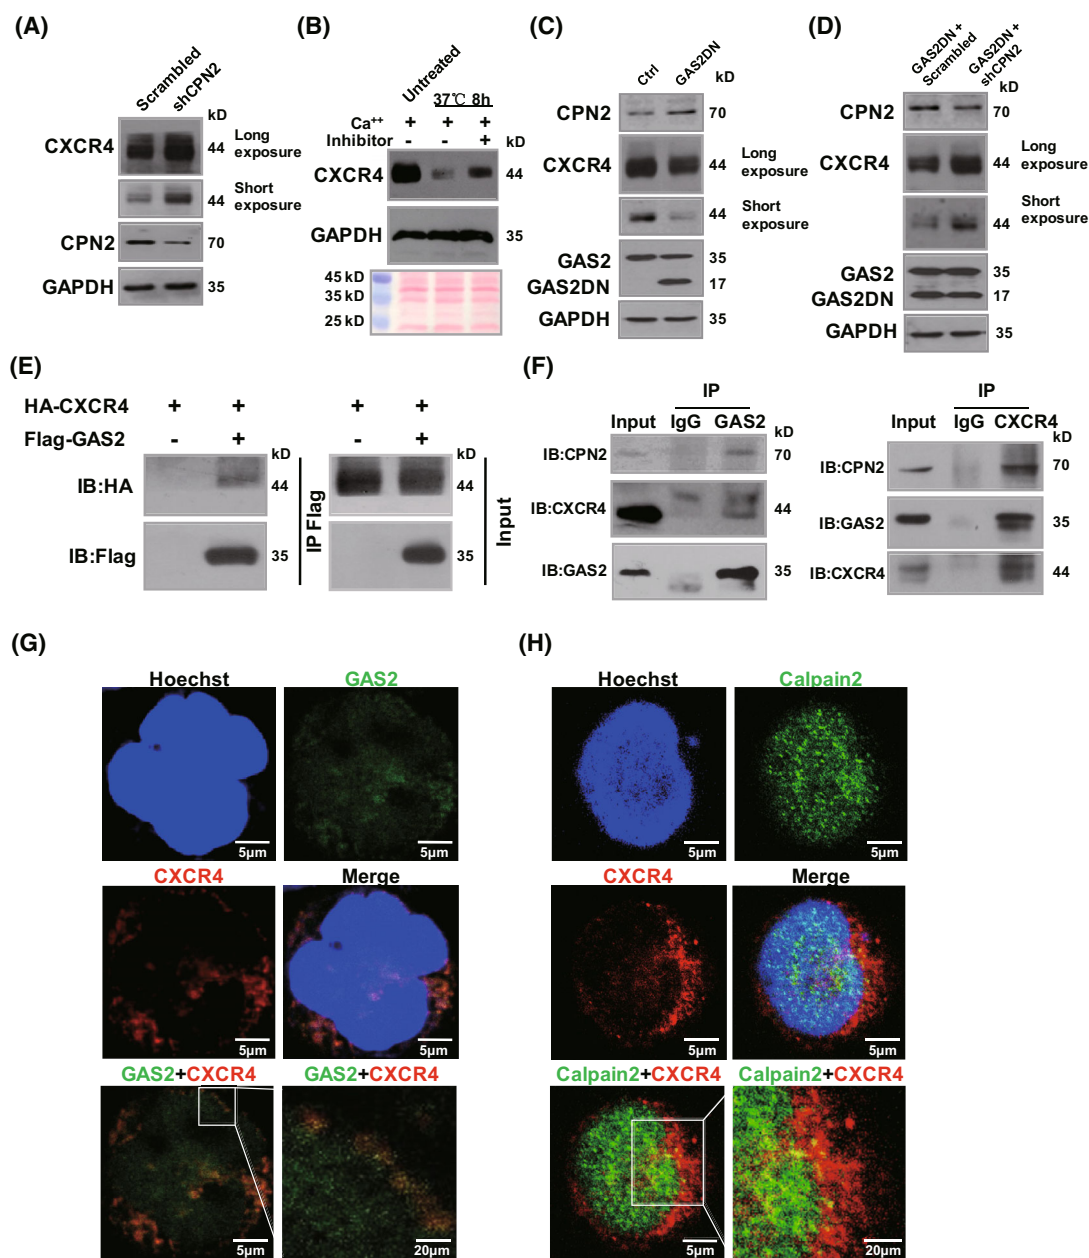 (A)
Scrambled
shCPN2
kD
CXCR4
44
Long
exposure
44
Short
exposure
CPN2
70
GAPDH
35
(B)
Untreated
37℃ 8h
Ca++ + + +
Inhibitor - - +
kD
CXCR4
44
GAPDH
35
45 kD
35 kD
25 kD
(C)
Ctrl
GAS2DN
kD
CPN2
70
CXCR4
44
Long
exposure
44
Short
exposure
GAS2
35
GAS2DN
17
GAPDH
35
(D)
GAS2DN +
Scrambled
GAS2DN +
shCPN2
kD
CPN2
70
CXCR4
44
Long
exposure
44
Short
exposure
GAS2
35
GAS2DN
17
GAPDH
35
(E)
HA-CXCR4 + + + +
Flag-GAS2 - + - +
kD kD
IB:HA 44 44
IB:Flag 35 35
IP Flag
Input
(F)
IP
Input IgG GAS2
kD
IB:CPN2 70
IB:CXCR4 44
IB:GAS2 35
IP
Input IgG CXCR4
kD
IB:CPN2 70
IB:GAS2 35
IB:CXCR4 44
(G)
Hoechst GAS2
5μm 5μm
CXCR4 Merge
5μm 5μm
GAS2+CXCR4 GAS2+CXCR4
5μm 20μm
(H)
Hoechst Calpain2
5μm 5μm
CXCR4 Merge
5μm 5μm
Calpain2+CXCR4 Calpain2+CXCR4
5μm 20μm